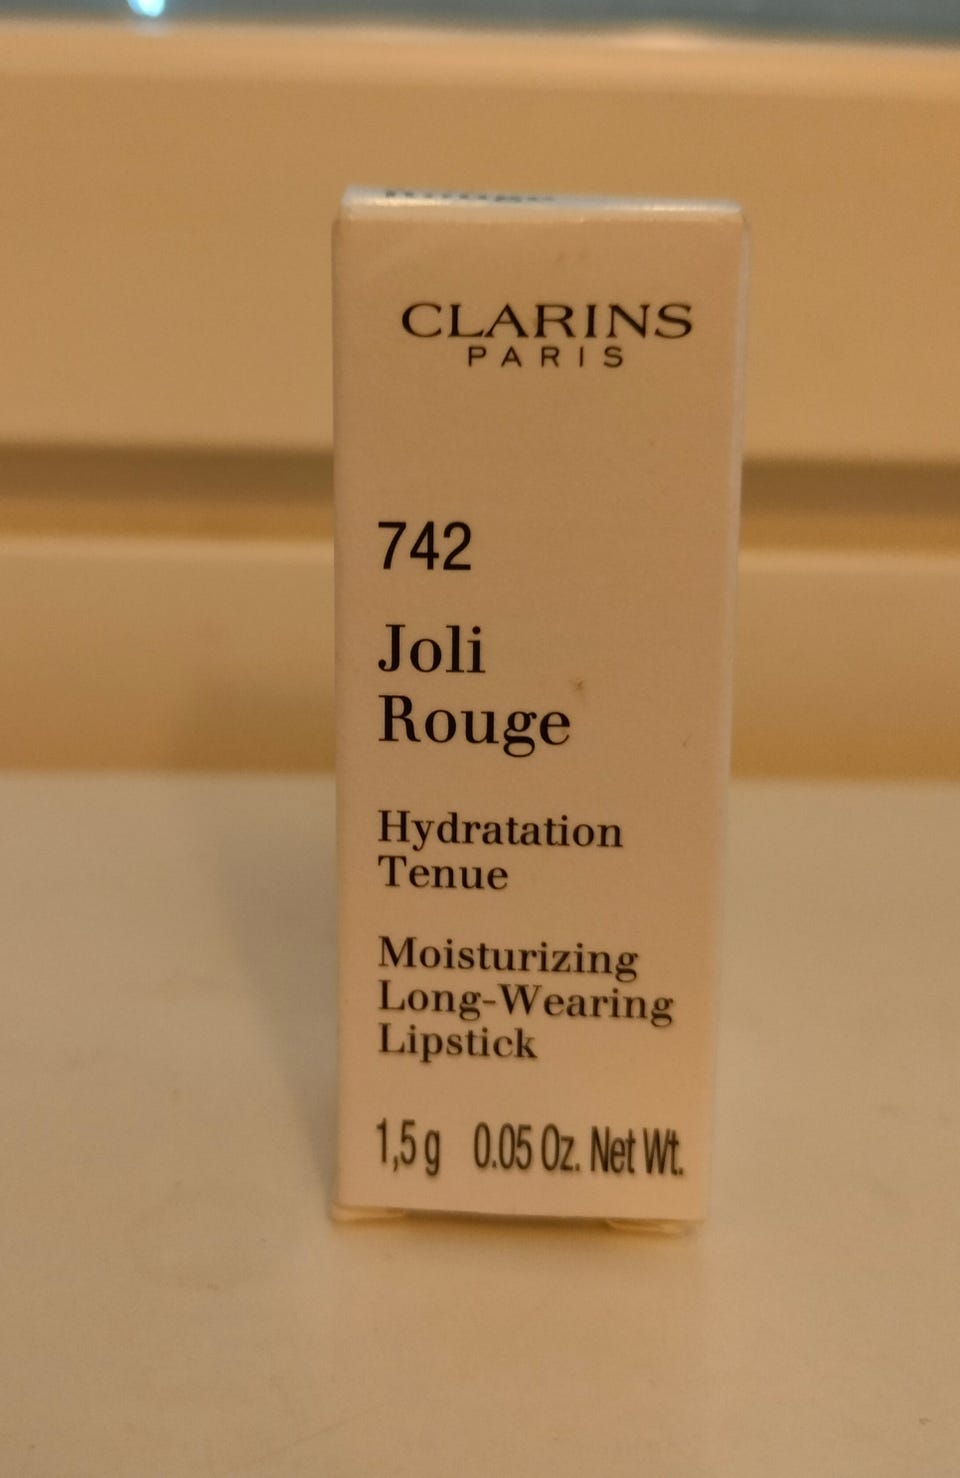 CLARINS
PARIS
742
Joli
Rouge
Hydratation
Tenue
Moisturizing
Long-Wearing
Lipstick
1,5 g 0.05 Oz. Net Wt.